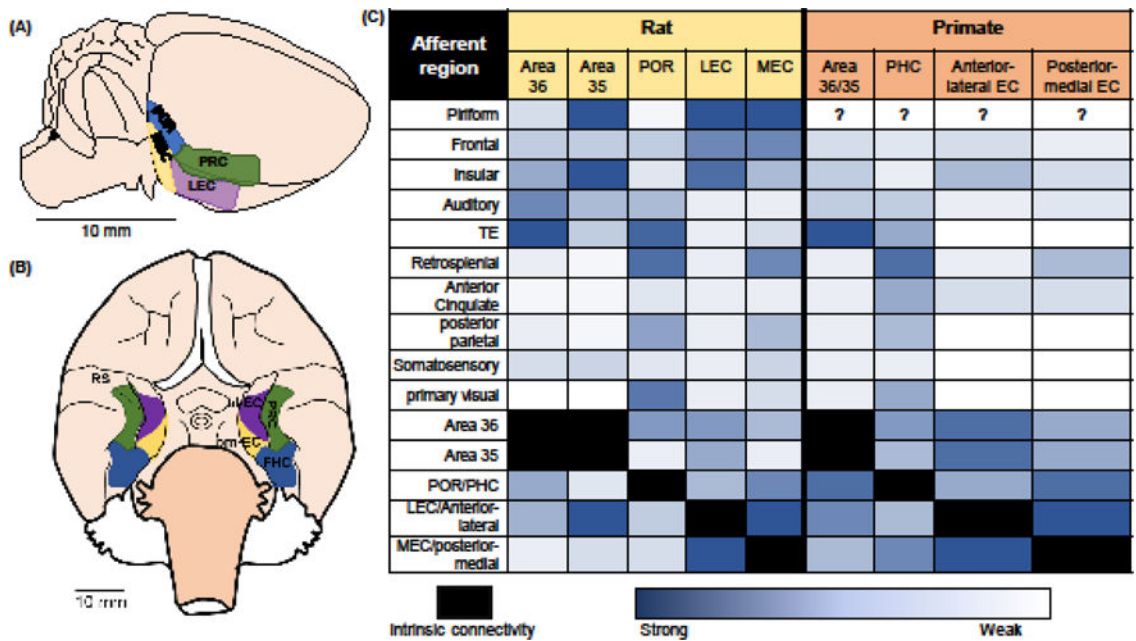 (A)
PRC
LEC
10 mm
(B)
RS
PRC
PHC
10 mm
(C)
Afferent
region
Rat
Primate
Area
36
Area
35
POR
LEC
MEC
Area
36/35
PHC
Anterior-
lateral EC
Posterior-
medial EC
Piriform
? ? ? ?
Frontal
Insular
Auditory
TE
Retrosplenial
Anterior
Cingulate
posterior
parietal
Somatosensory
primary visual
Area 36
Area 35
POR/PHC
LEC/Anterior-
lateral
MEC/posterior-
medial
Intrinsic connectivity
Strong
Weak